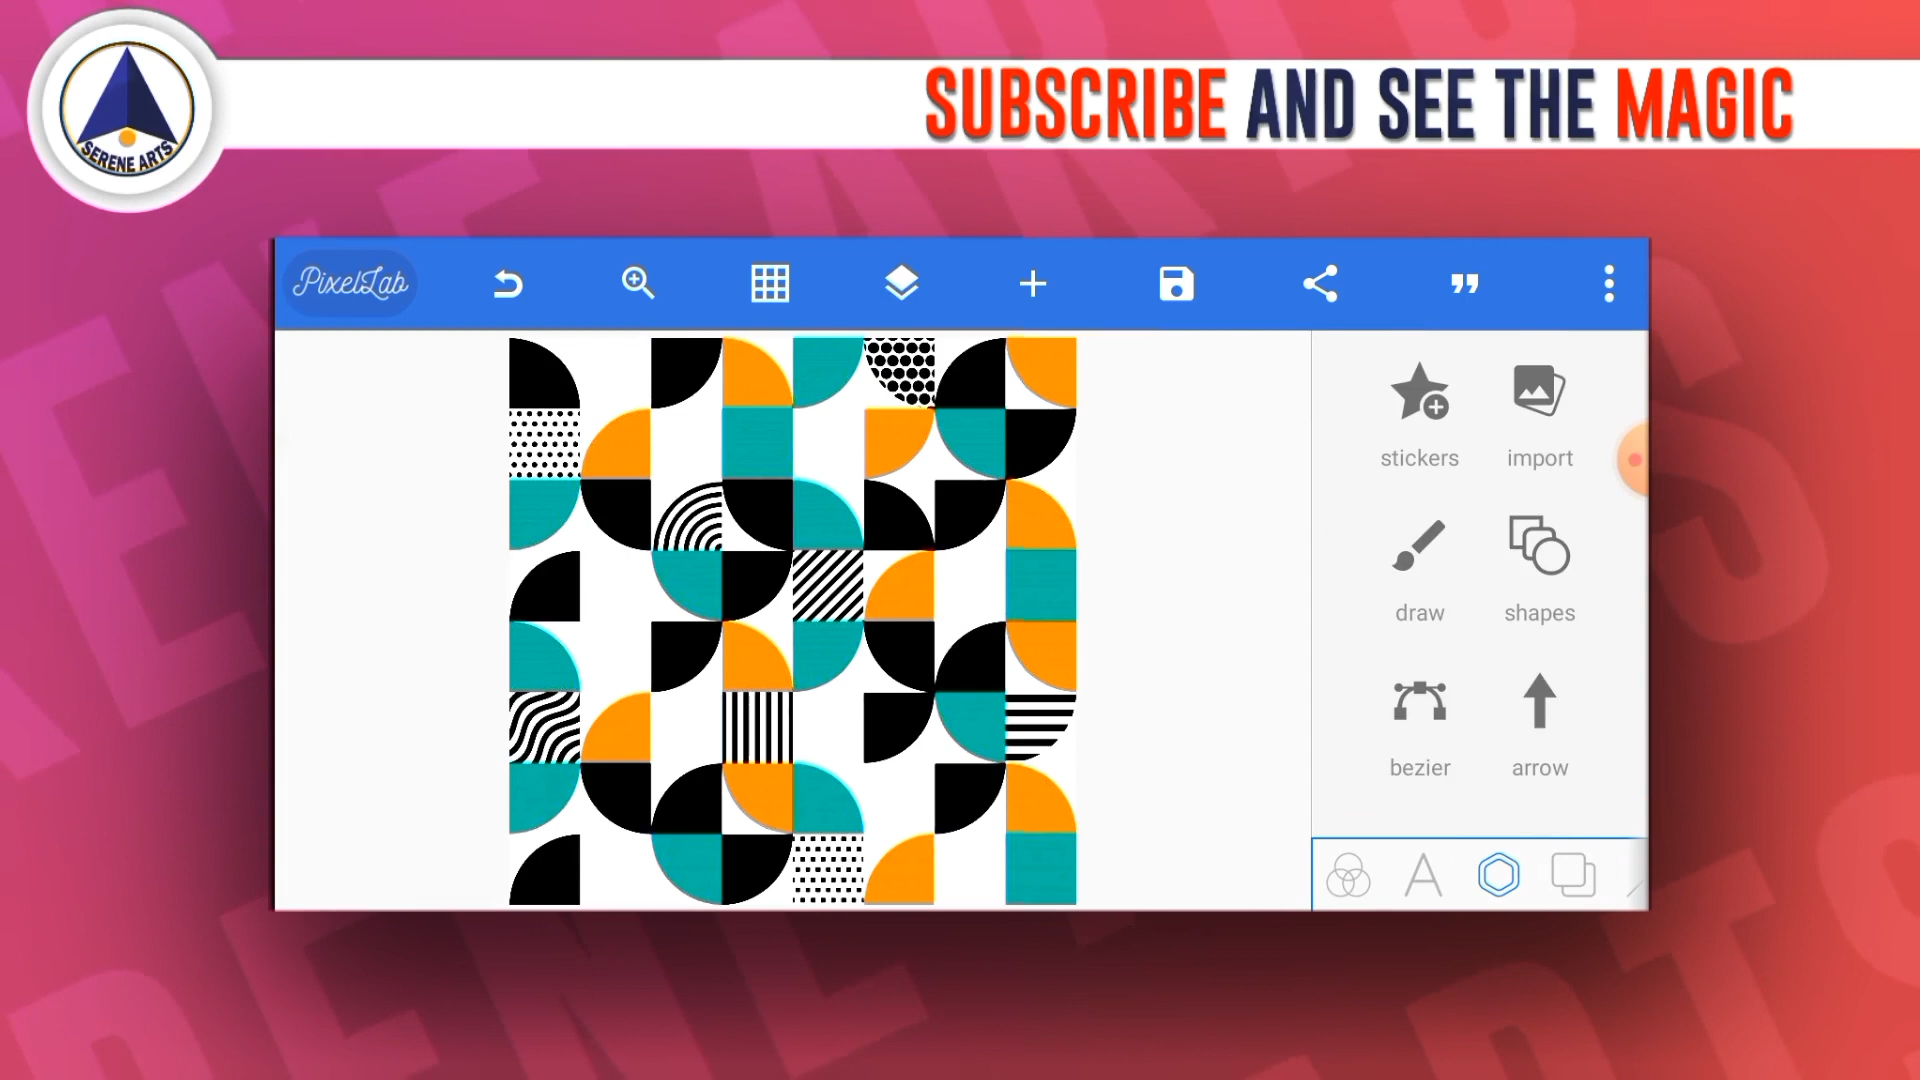 SUBSCRIBE AND SEE THE MAGIC
SERENE ARTS
PixelLab
stickers import
draw shapes
bezier arrow